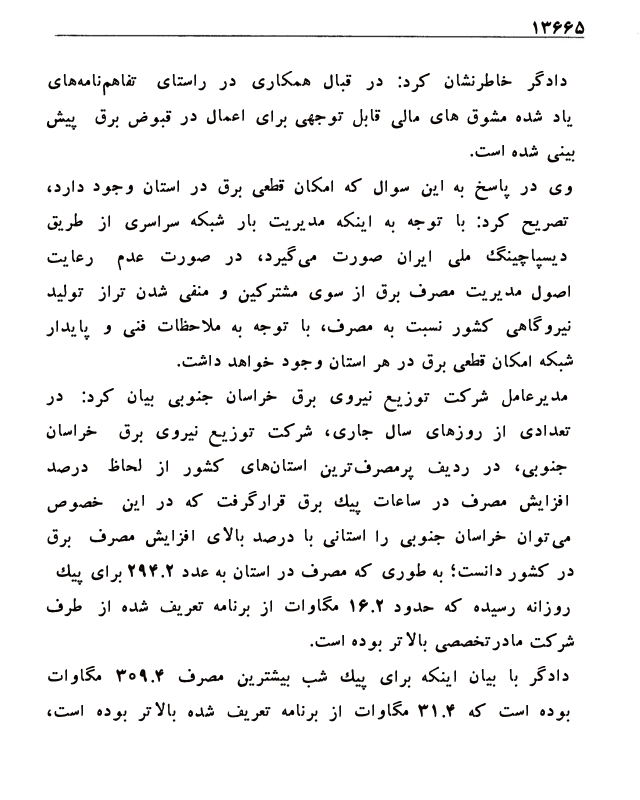 ۱۳۶۶۵
دادگر خاطرنشان کرد: در قبال همکاری در راستای تفاهم‌نامه‌های
یاد شده مشوق های مالی قابل توجهی برای اعمال در قبوض برق پیش
بینی شده است.
وی در پاسخ به این سوال که امکان قطعی برق در استان وجود دارد،
تصریح کرد: با توجه به اینکه مدیریت بار شبکه سراسری از طریق
دیسپاچینگ ملی ایران صورت می‌گیرد، در صورت عدم رعایت
اصول مدیریت مصرف برق از سوی مشترکین و منفی شدن تراز تولید
نیروگاهی کشور نسبت به مصرف، با توجه به ملاحظات فنی و پایدار
شبکه امکان قطعی برق در هر استان وجود خواهد داشت.
مدیرعامل شرکت توزیع نیروی برق خراسان جنوبی بیان کرد: در
تعدادی از روزهای سال جاری، شرکت توزیع نیروی برق خراسان
جنوبی، در ردیف پرمصرف‌ترین استان‌های کشور از لحاظ درصد
افزایش مصرف در ساعات پیک برق قرارگرفت که در این خصوص
می‌توان خراسان جنوبی را استانی با درصد بالای افزایش مصرف برق
در کشور دانست؛ به طوری که مصرف در استان به عدد ۲۹۴.۲ برای پیک
روزانه رسیده که حدود ۱۶.۲ مگاوات از برنامه تعریف شده از طرف
شرکت مادرتخصصی بالاتر بوده است.
دادگر با بیان اینکه برای پیک شب بیشترین مصرف ۳۰۹.۴ مگاوات
بوده است که ۳۱.۴ مگاوات از برنامه تعریف شده بالاتر بوده است،